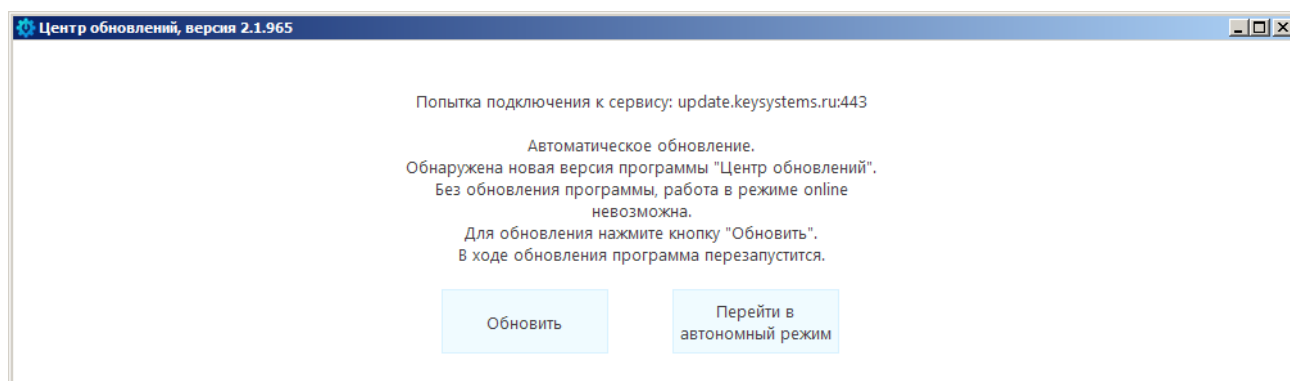 Центр обновлений, версия 2.1.965
Попытка подключения к сервису: update.keysystems.ru:443
Автоматическое обновление.
Обнаружена новая версия программы "Центр обновлений".
Без обновления программы, работа в режиме online
невозможна.
Для обновления нажмите кнопку "Обновить".
В ходе обновления программа перезапустится.
Обновить
Перейти в
автономный режим